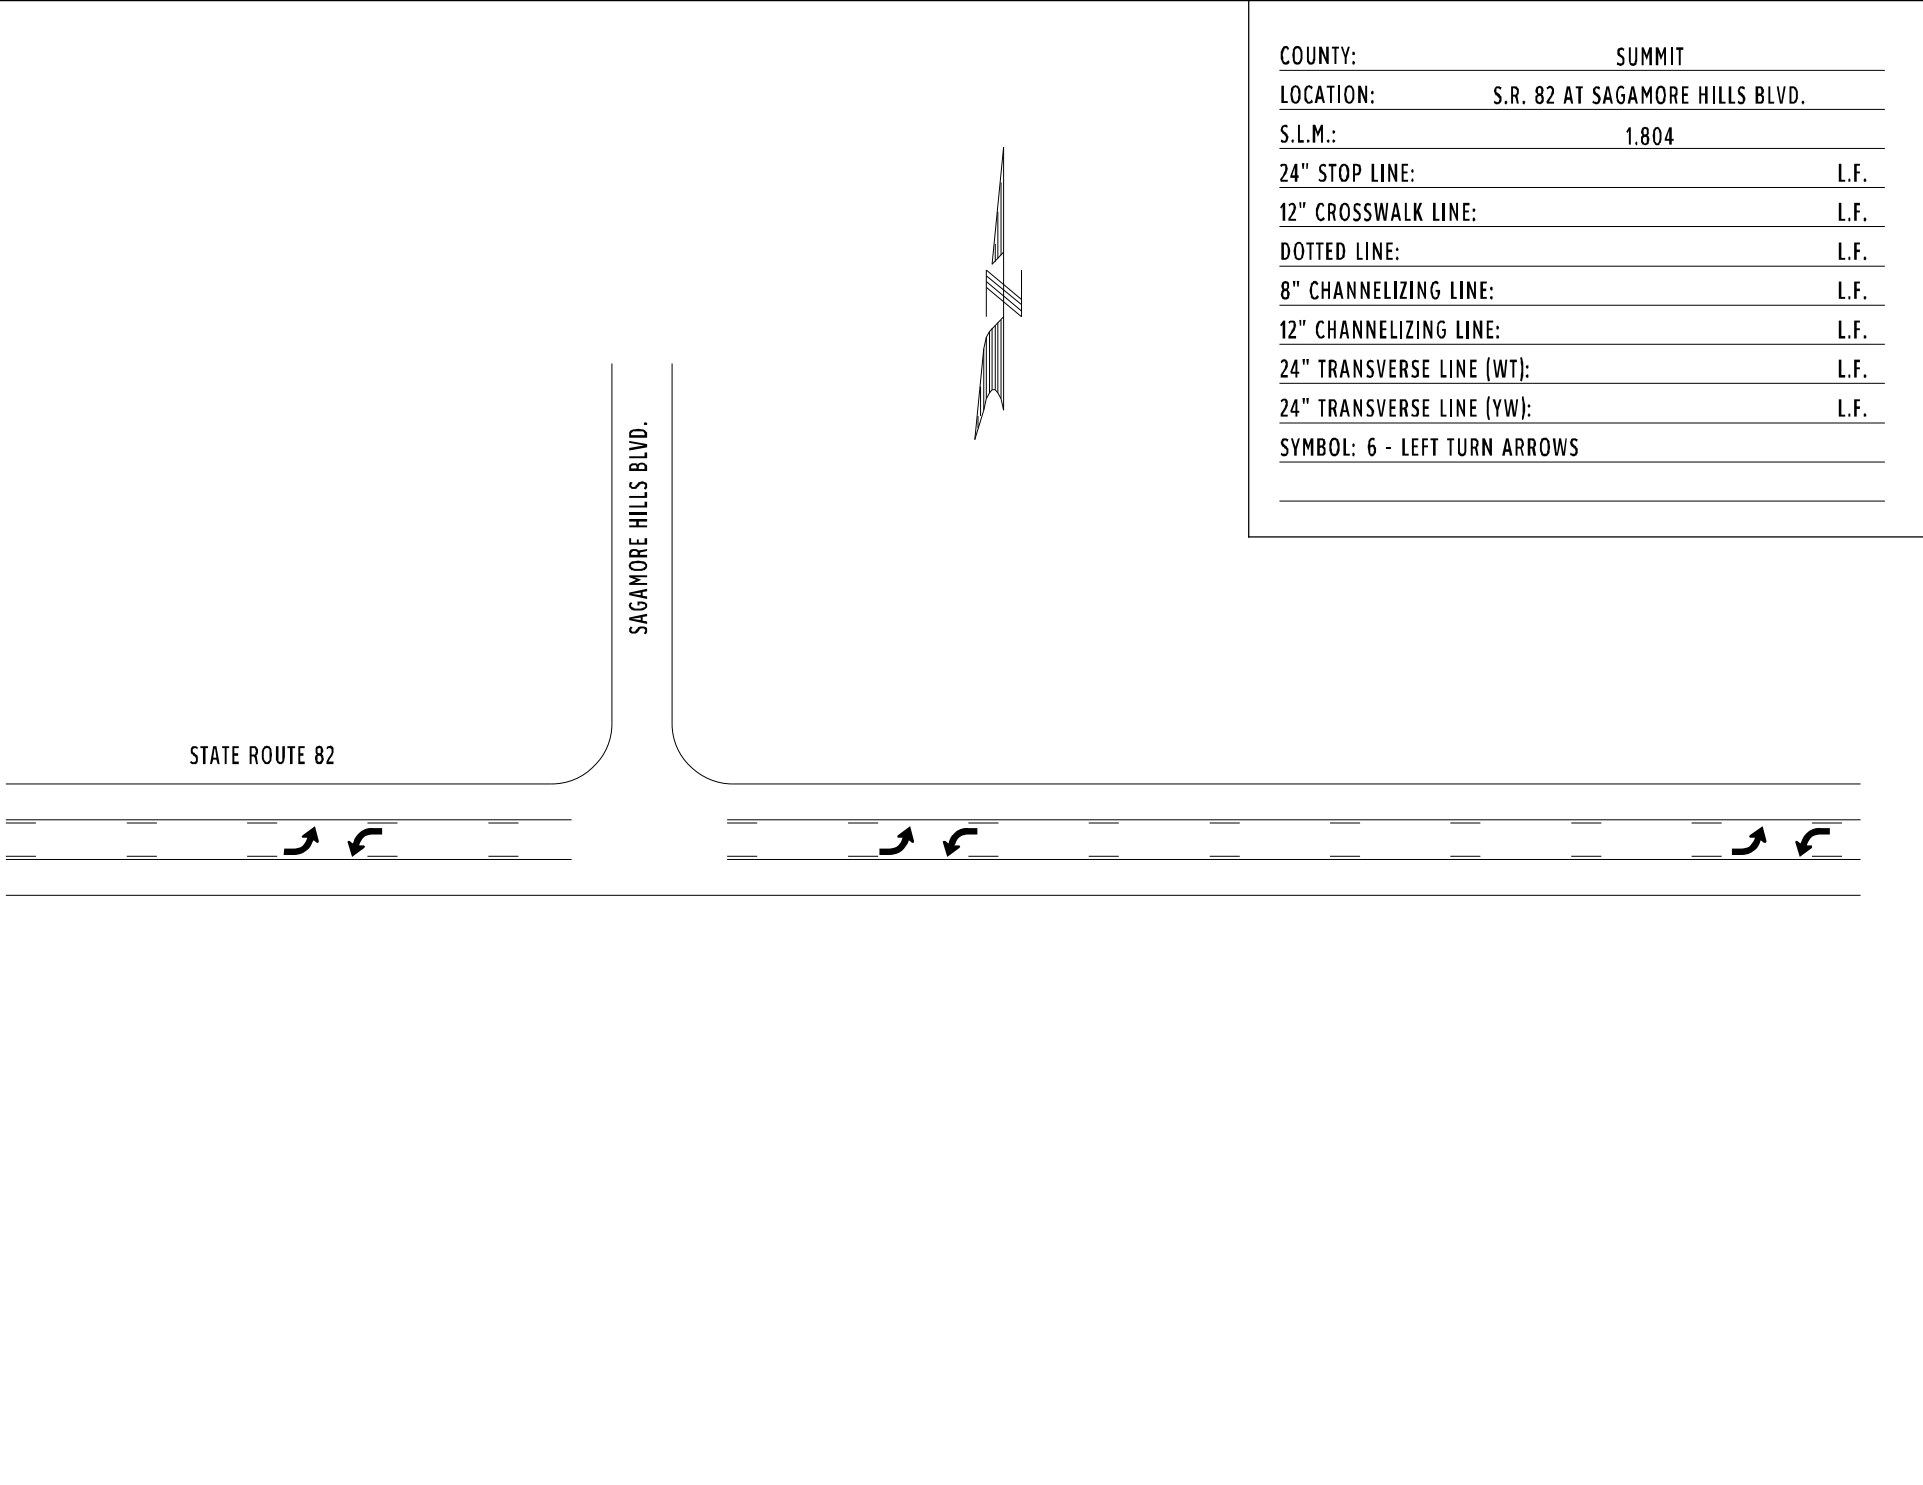 COUNTY: SUMMIT
LOCATION: S.R. 82 AT SAGAMORE HILLS BLVD.
S.L.M.: 1.804
24" STOP LINE: L.F.
12" CROSSWALK LINE: L.F.
DOTTED LINE: L.F.
8" CHANNELIZING LINE: L.F.
12" CHANNELIZING LINE: L.F.
24" TRANSVERSE LINE (WT): L.F.
24" TRANSVERSE LINE (YW): L.F.
SYMBOL: 6 - LEFT TURN ARROWS
N
SAGAMORE HILLS BLVD.
STATE ROUTE 82